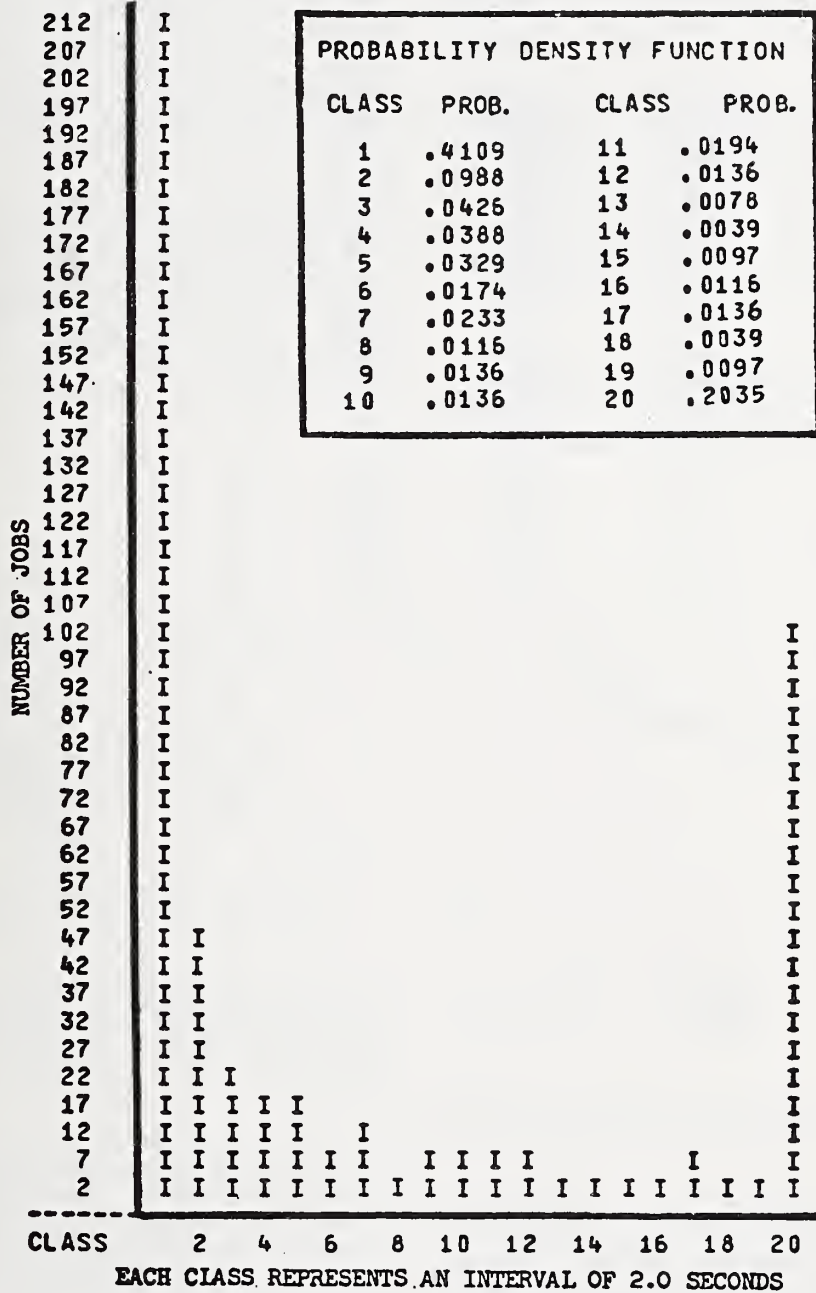 PROBABILITY DENSITY FUNCTION
CLASS PROB. CLASS PROB.
1 .4109 11 .0194
2 .0988 12 .0136
3 .0426 13 .0078
4 .0388 14 .0039
5 .0329 15 .0097
6 .0174 16 .0116
7 .0233 17 .0136
8 .0116 18 .0039
9 .0136 19 .0097
10 .0136 20 .2035
NUMBER OF JOBS
212 I
207 I
202 I
197 I
192 I
187 I
182 I
177 I
172 I
167 I
162 I
157 I
152 I
147 I
142 I
137 I
132 I
127 I
122 I
117 I
112 I
107 I
102 I I
97 I I
92 I I
87 I I
82 I I
77 I I
72 I I
67 I I
62 I I
57 I I
52 I I
47 I I I
42 I I I
37 I I I
32 I I I
27 I I I
22 I I I I
17 I I I I I I
12 I I I I I I I
7 I I I I I I I I I I I I I
2 I I I I I I I I I I I I I I I I I I I I
CLASS 2 4 6 8 10 12 14 16 18 20
EACH CLASS REPRESENTS AN INTERVAL OF 2.0 SECONDS